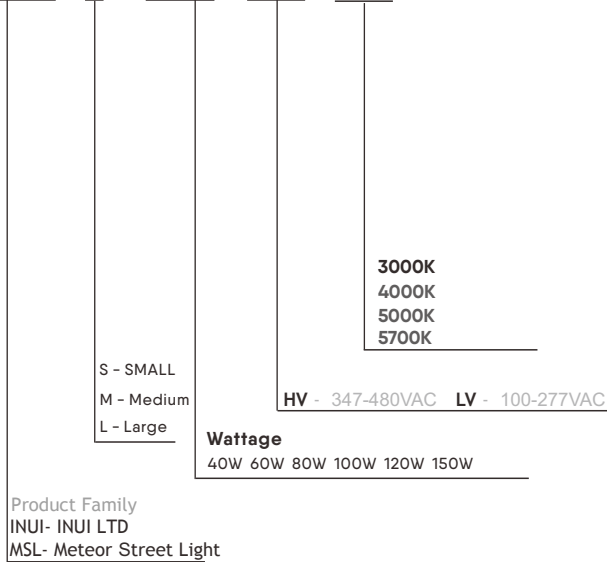 3000K
4000K
5000K
5700K
S - SMALL
M - Medium
L - Large
HV - 347-480VAC LV - 100-277VAC
Wattage
40W 60W 80W 100W 120W 150W
Product Family
INUI- INUI LTD
MSL- Meteor Street Light